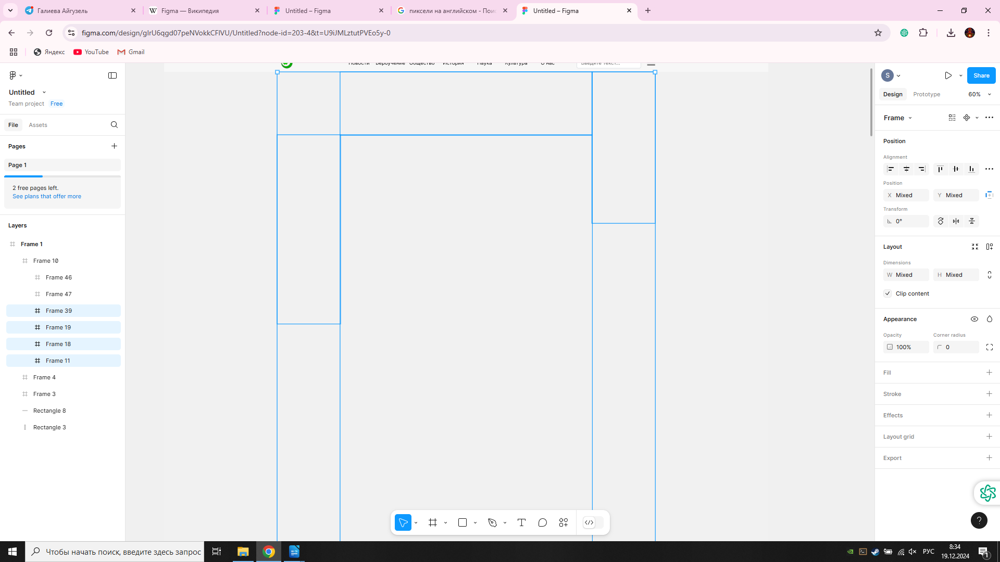 Галиева Айгузель
Figma — Википедия
Untitled – Figma
пиксели на английском - Поис
Untitled – Figma
figma.com/design/gIrU6qgd07peNVokkCFIVU/Untitled?node-id=203-4&t=U9iJMLztutPVEo5y-0
Яндекс
YouTube
Gmail
Untitled
Team project Free
File
Assets
Pages
Page 1
2 free pages left.
See plans that offer more
Layers
Frame 1
Frame 10
Frame 46
Frame 47
Frame 39
Frame 19
Frame 18
Frame 11
Frame 4
Frame 3
Rectangle 8
Rectangle 3
Новости Вероучение Общество История Наука Культура О нас Введите текст...
S
Share
Design
Prototype
60%
Frame
Position
Alignment
Position
X Mixed
Y Mixed
Transform
0°
Layout
Dimensions
W Mixed
H Mixed
Clip content
Appearance
Opacity
Corner radius
100%
0
Fill
Stroke
Effects
Layout grid
Export
?
Чтобы начать поиск, введите здесь запрос
РУС
8:34
19.12.2024
1